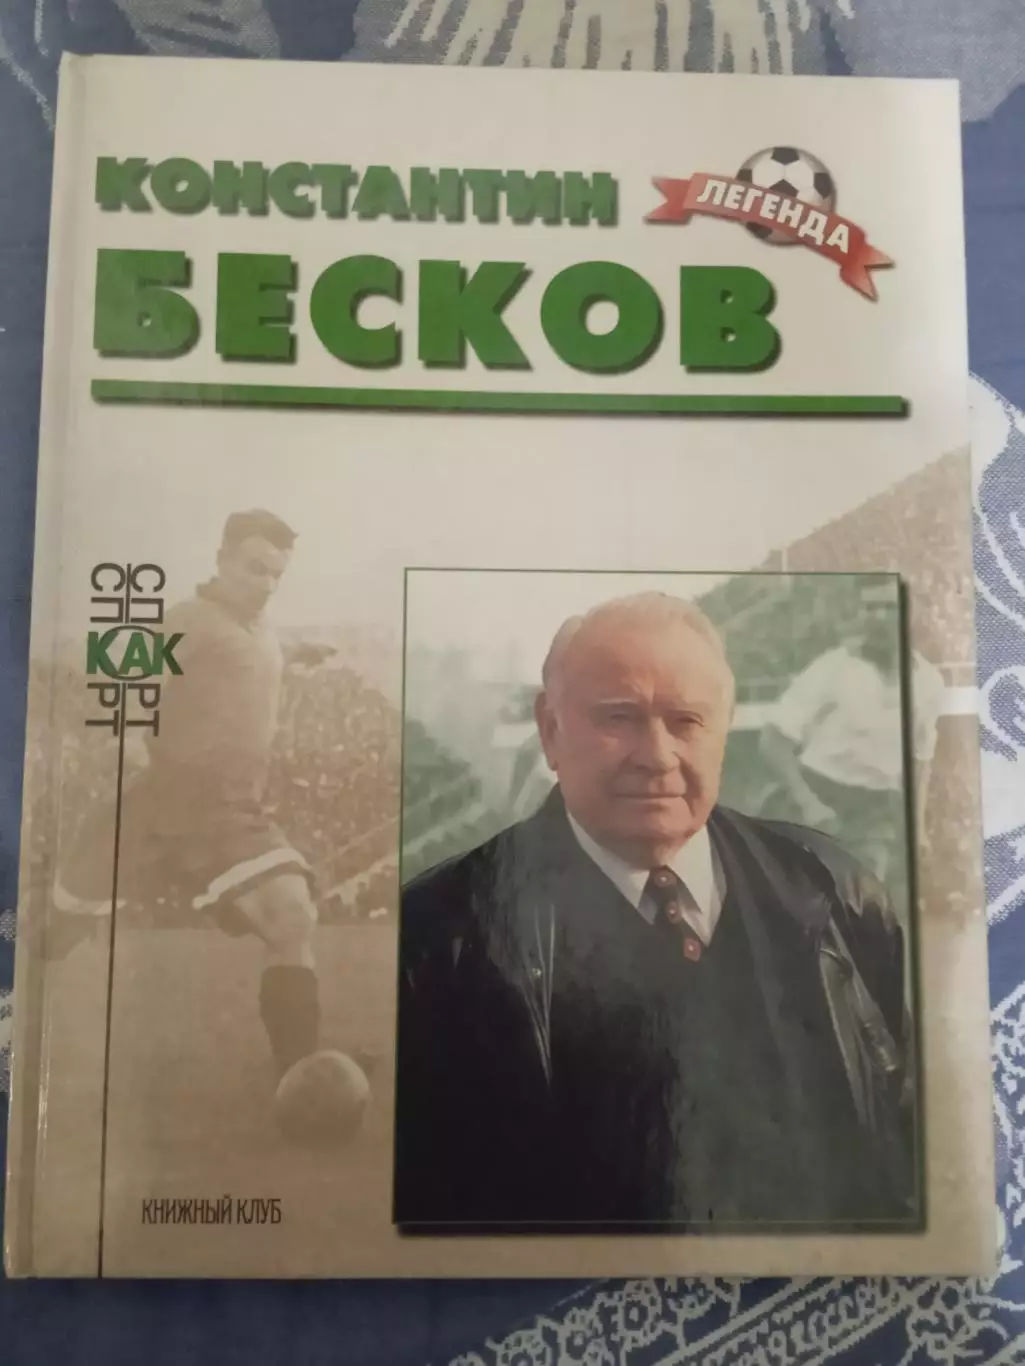 КОНСТАНТИН
БЕСКОВ
ЛЕГЕНДА
СПОРТ
КАК
СПОРТ
КНИЖНЫЙ КЛУБ